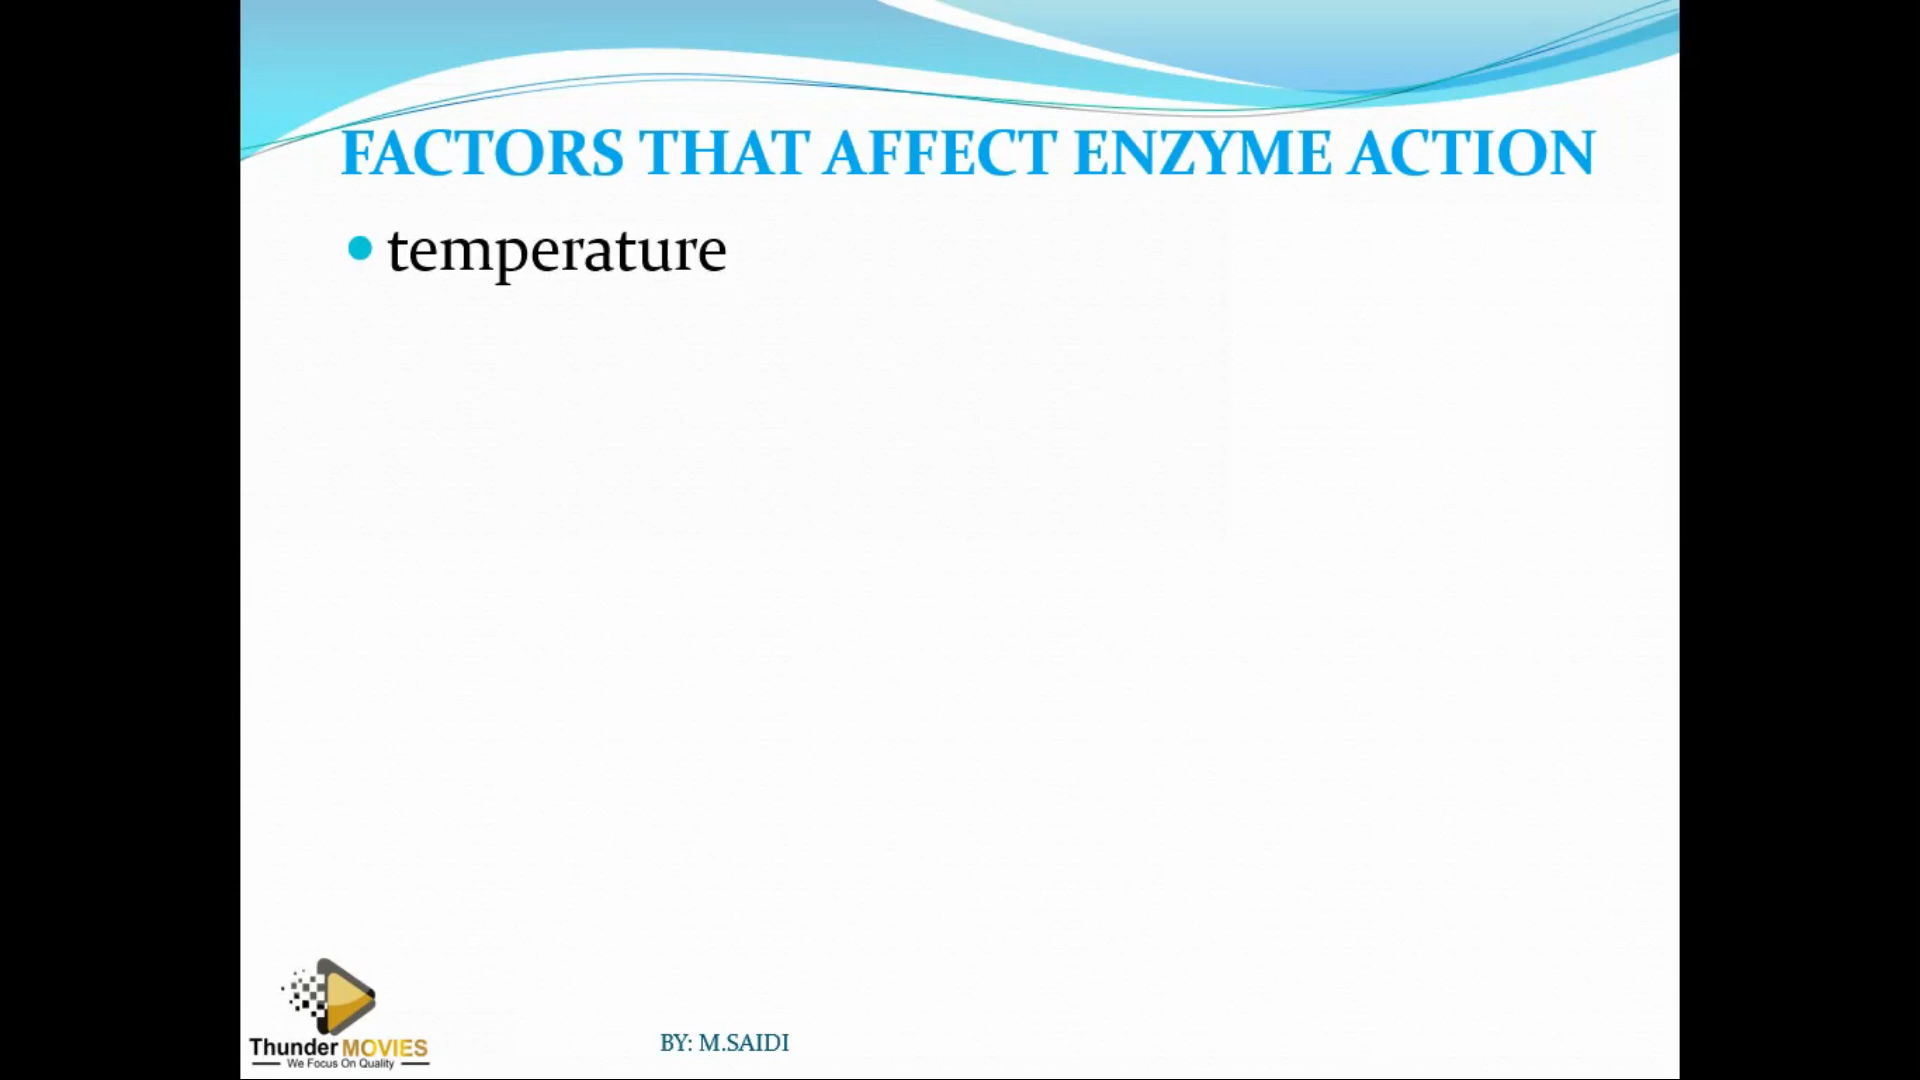 FACTORS THAT AFFECT ENZYME ACTION
temperature
Thunder MOVIES
We Focus On Quality
BY: M.SAIDI